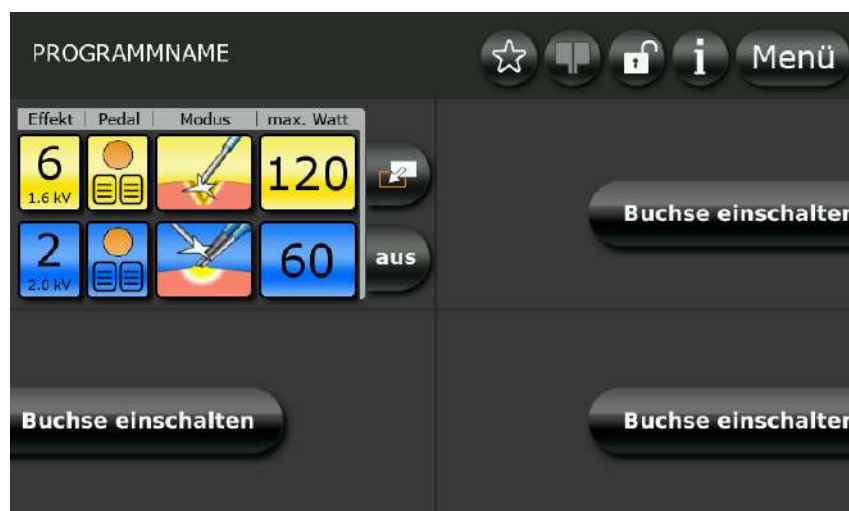 PROGRAMMNAME
Menü
Effekt | Pedal | Modus | max. Watt
6
1.6 kV
120
2
2.0 kV
60
aus
Buchse einschalten
Buchse einschalten
Buchse einschalten